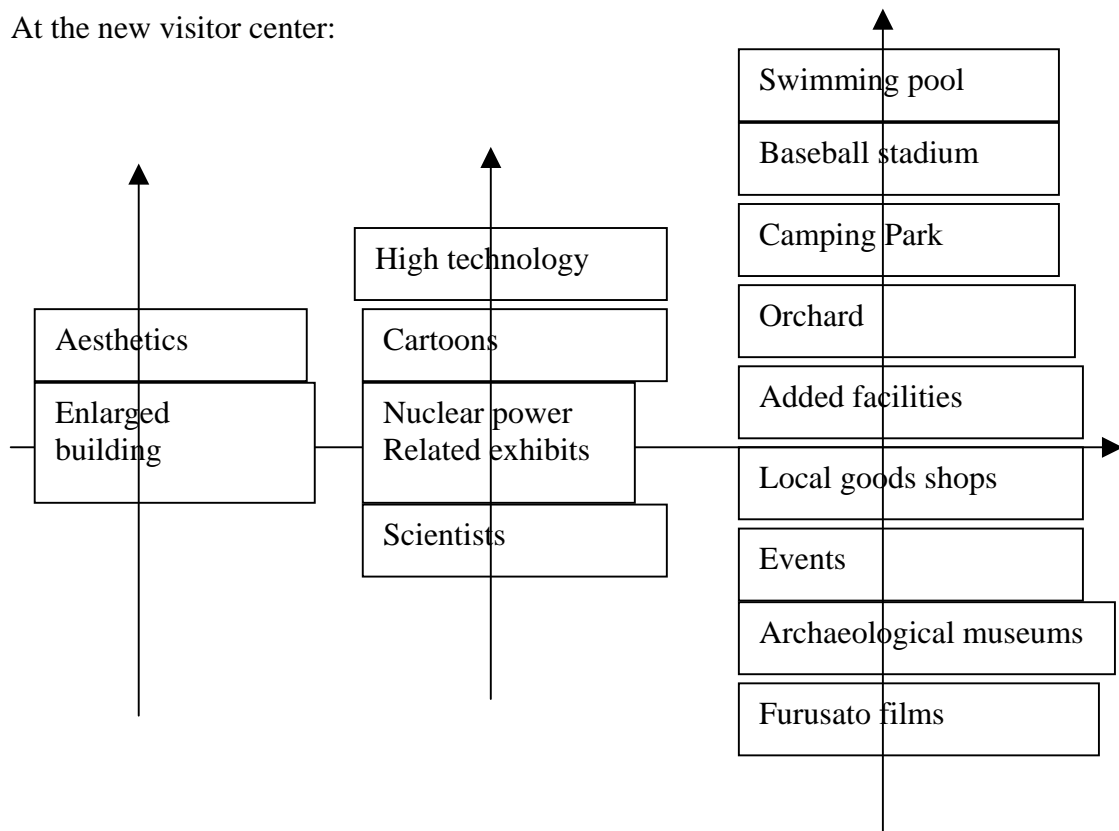 At the new visitor center:
Aesthetics
Enlarged
building
High technology
Cartoons
Nuclear power
Related exhibits
Scientists
Swimming pool
Baseball stadium
Camping Park
Orchard
Added facilities
Local goods shops
Events
Archaeological museums
Furusato films